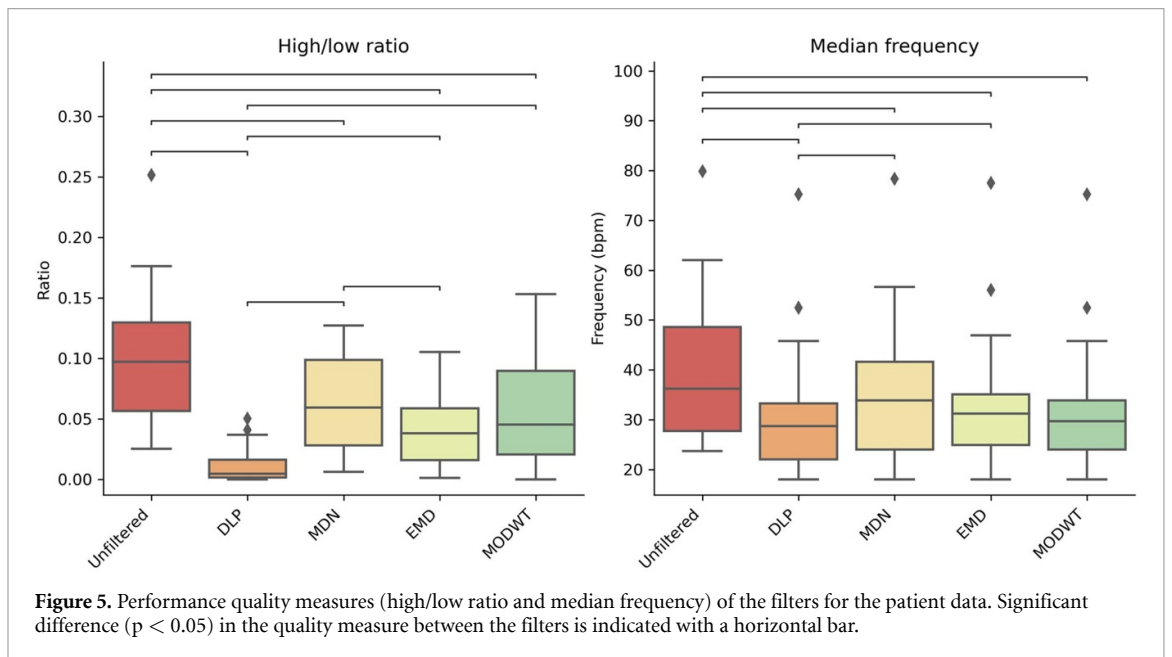 High/low ratio
Ratio
0.30
0.25
0.20
0.15
0.10
0.05
0.00
Unfiltered
DLP
MDN
EMD
MODWT
Median frequency
Frequency (bpm)
100
90
80
70
60
50
40
30
20
Unfiltered
DLP
MDN
EMD
MODWT
Figure 5. Performance quality measures (high/low ratio and median frequency) of the filters for the patient data. Significant
difference (p < 0.05) in the quality measure between the filters is indicated with a horizontal bar.